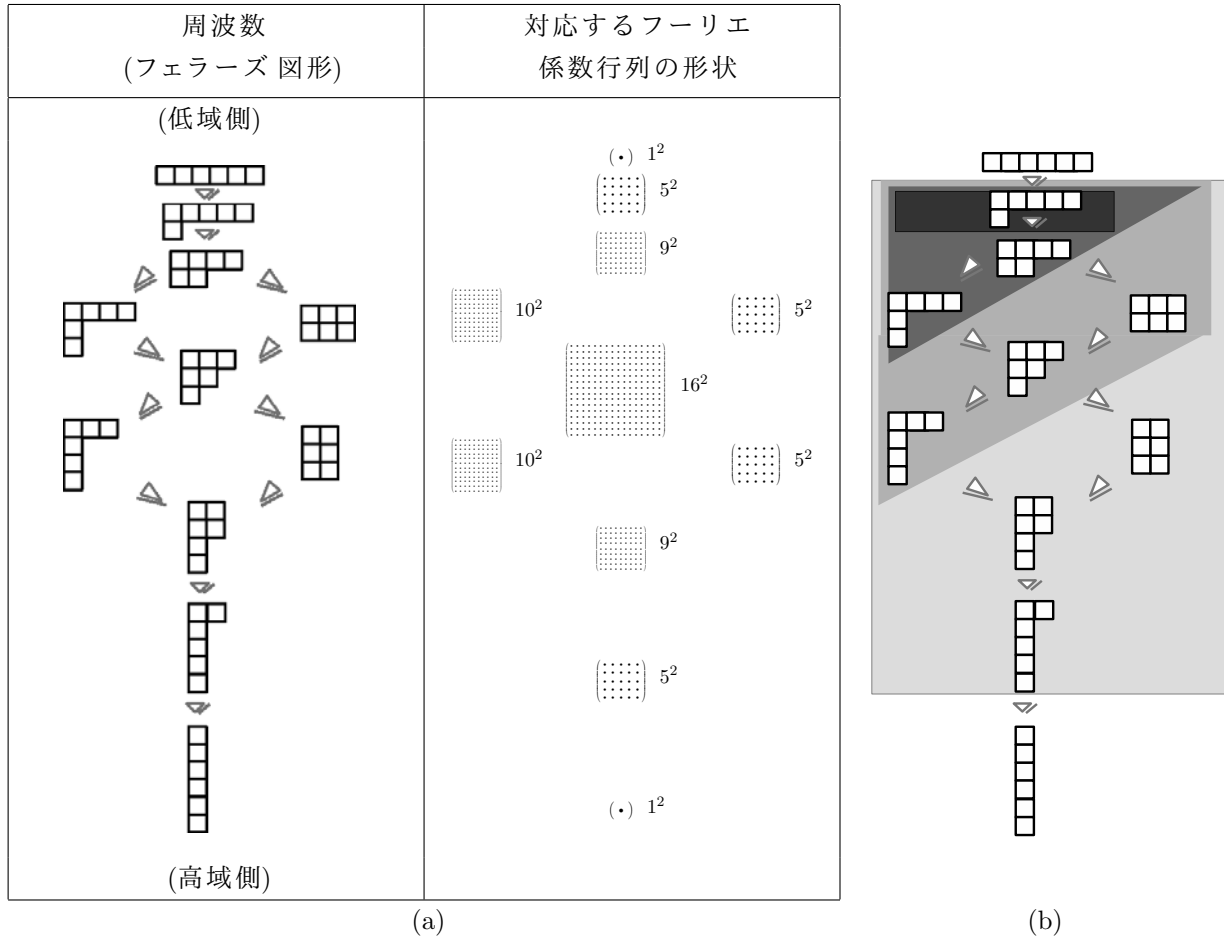 周波数
(フェラーズ 図形)
対応するフーリエ
係数行列の形状
(低域側)
(高域側)
1²
5²
9²
10²
5²
16²
10²
5²
9²
5²
1²
(a)
(b)